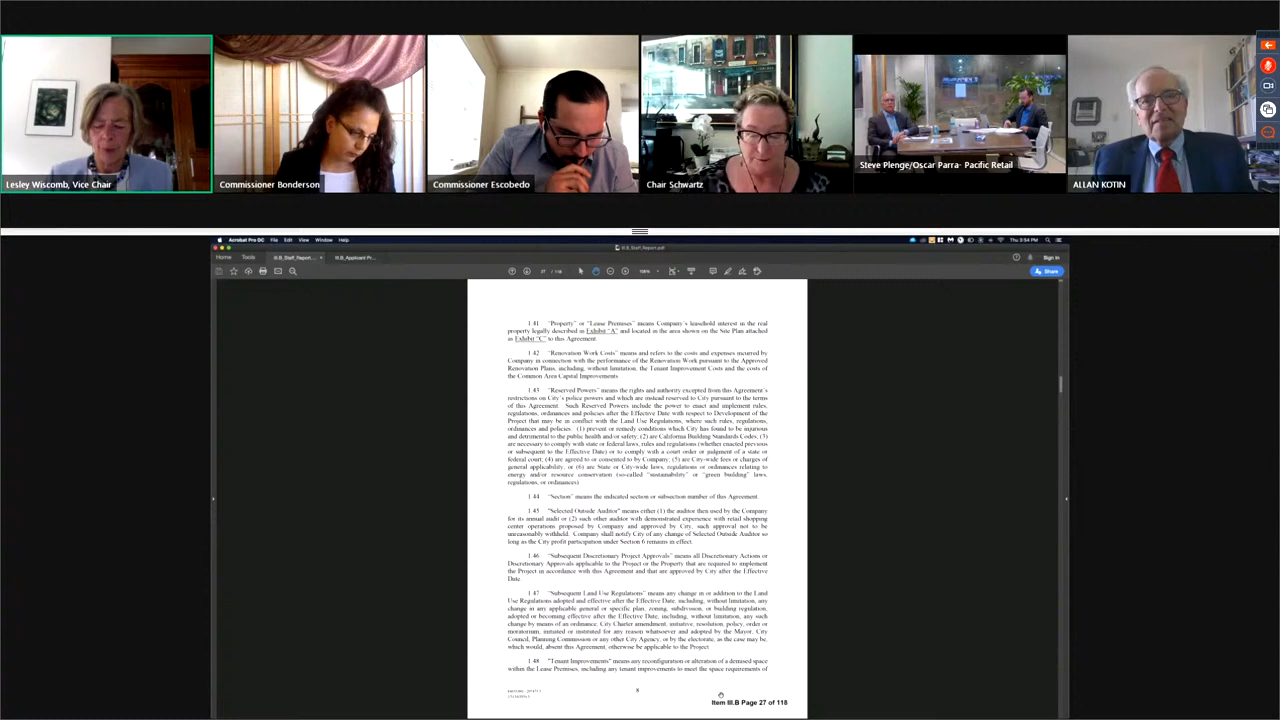 Lesley Wiscomb, Vice Chair
Commissioner Bonderson
Commissioner Escobedo
Chair Schwartz
Steve Plenge/Oscar Parra- Pacific Retail
ALLAN KOTIN
Acrobat Pro DC File Edit View Window Help
Thu 3:54 PM
III.B_Staff_Report.pdf
Home Tools III.B_Staff_Report.... × III.B_Applicant Pr...
Sign In
27 / 118
Share
1.41 "Property" or "Lease Premises" means Company's leasehold interest in the real
property legally described in Exhibit "A" and located in the area shown on the Site Plan attached
as Exhibit "C" to this Agreement.
1.42 "Renovation Work Costs" means and refers to the costs and expenses incurred by
Company in connection with the performance of the Renovation Work pursuant to the Approved
Renovation Plans, including, without limitation, the Tenant Improvement Costs and the costs of
the Common Area Capital Improvements.
1.43 "Reserved Powers" means the rights and authority excepted from this Agreement's
restrictions on City's police powers and which are instead reserved to City pursuant to the terms
of this Agreement. Such Reserved Powers include the power to enact and implement rules,
regulations, ordinances and policies after the Effective Date with respect to Development of the
Project that may be in conflict with the Land Use Regulations, where such rules, regulations,
ordinances and policies: (1) prevent or remedy conditions which City has found to be injurious
and detrimental to the public health and/or safety; (2) are California Building Standards Codes; (3)
are necessary to comply with state or federal laws, rules and regulations (whether enacted previous
or subsequent to the Effective Date) or to comply with a court order or judgment of a state or
federal court; (4) are agreed to or consented to by Company; (5) are City-wide fees or charges of
general applicability; or (6) are State or City-wide laws, regulations or ordinances relating to
energy and/or resource conservation (so-called "sustainability" or "green building" laws,
regulations, or ordinances).
1.44 "Section" means the indicated section or subsection number of this Agreement.
1.45 "Selected Outside Auditor" means either (1) the auditor then used by the Company
for its annual audit or (2) such other auditor with demonstrated experience with retail shopping
center operations proposed by Company and approved by City, such approval not to be
unreasonably withheld. Company shall notify City of any change of Selected Outside Auditor so
long as the City profit participation under Section 6 remains in effect.
1.46 "Subsequent Discretionary Project Approvals" means all Discretionary Actions or
Discretionary Approvals applicable to the Project or the Property that are required to implement
the Project in accordance with this Agreement and that are approved by City after the Effective
Date.
1.47 "Subsequent Land Use Regulations" means any change in or addition to the Land
Use Regulations adopted and effective after the Effective Date, including, without limitation, any
change in any applicable general or specific plan, zoning, subdivision, or building regulation,
adopted or becoming effective after the Effective Date, including, without limitation, any such
change by means of an ordinance, City Charter amendment, initiative, resolution, policy, order or
moratorium, initiated or instituted for any reason whatsoever and adopted by the Mayor, City
Council, Planning Commission or any other City Agency, or by the electorate, as the case may be,
which would, absent this Agreement, otherwise be applicable to the Project.
1.48 "Tenant Improvements" means any reconfiguration or alteration of a demised space
within the Lease Premises, including any tenant improvements to meet the space requirements of
8
Item III.B Page 27 of 118